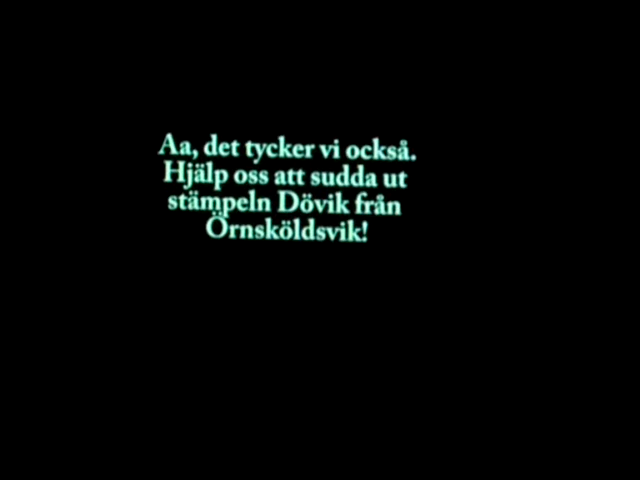 Aa, det tycker vi också.
Hjälp oss att sudda ut
stämpeln Dövik från
Örnsköldsvik!